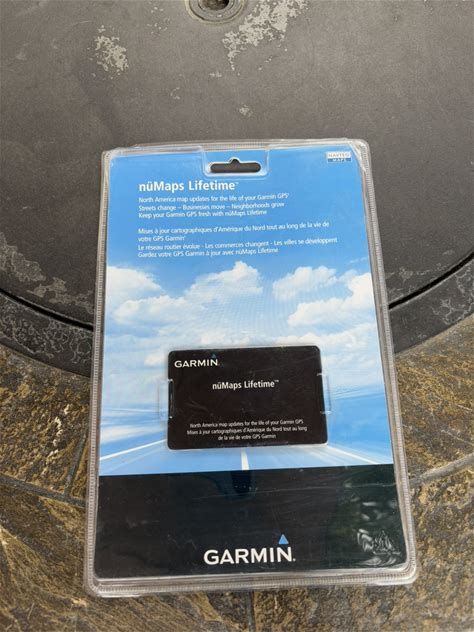 nüMaps Lifetime™
NAVTEQ
MAPS
North America map updates for the life of your Garmin GPS¹
Streets change – Businesses move – Neighborhoods grow
Keep your Garmin GPS fresh with nüMaps Lifetime
Mises à jour cartographiques d'Amérique du Nord tout au long de la vie de
votre GPS Garmin¹
Le réseau routier évolue - Les commerces changent - Les villes se developpent
Gardez votre GPS Garmin à jour avec nüMaps Lifetime
GARMIN
nüMaps Lifetime™
North America map updates for the life of your Garmin GPS
Mises à jour cartographiques d'Amérique du Nord tout au long
de la vie de votre GPS Garmin
GARMIN